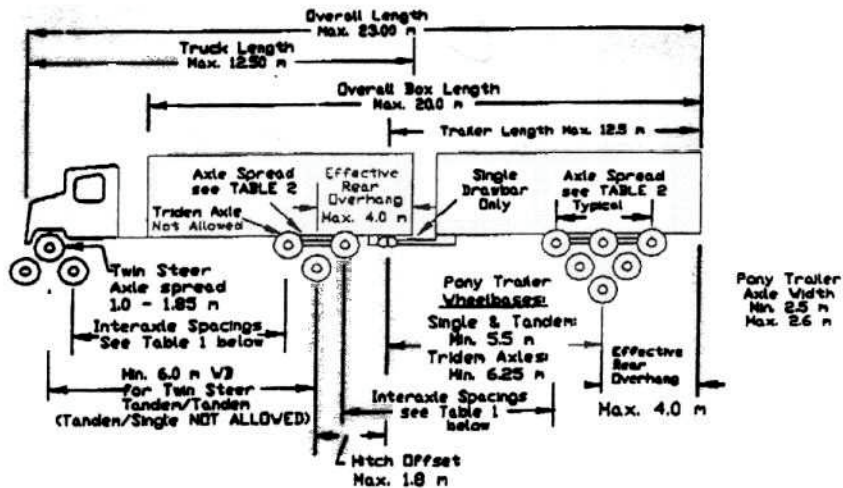 Overall Length
Max. 23.00 m
Truck Length
Max. 12.50 m
Overall Box Length
Max. 20.0 m
Trailer Length Max. 12.5 m
Axle Spread
see TABLE 2
Effective
Rear
Overhang
Max. 4.0 m
Single
Drawbar
Only
Axle Spread
see TABLE 2
Typical
Triden Axle
Not Allowed
Twin Steer
Axle spread
1.0 - 1.85 m
Interaxle Spacings
See Table 1 below
Min. 6.0 m WB
for Twin Steer
Tandem/Tandem
(Tandem/Single NOT ALLOWED)
Pony Trailer
Wheelbases:
Single & Tandem:
Min. 5.5 m
Tridem Axles:
Min. 6.25 m
Interaxle Spacings
see Table 1
below
Hitch Offset
Max. 1.8 m
Effective
Rear
Overhang
Max. 4.0 m
Pony Trailer
Axle Width
Min 2.5 m
Max. 2.6 m